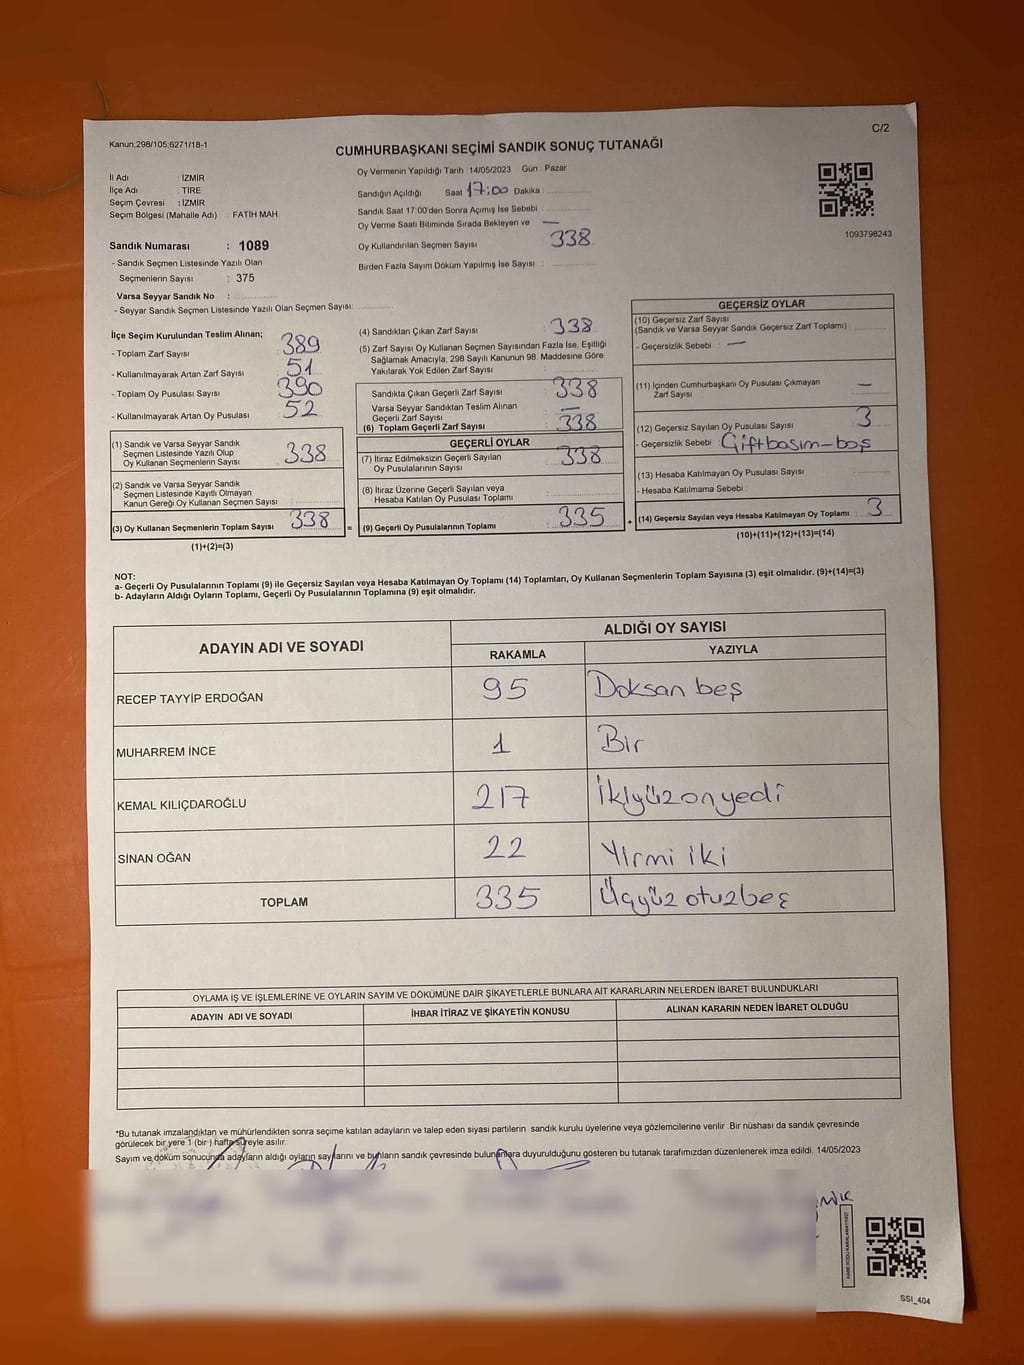 Kanun,298/105,6271/18-1
C/2
CUMHURBAŞKANI SEÇİMİ SANDIK SONUÇ TUTANAĞI
İl Adı : İZMİR
İlçe Adı : TİRE
Seçim Çevresi : İZMİR
Seçim Bölgesi (Mahalle Adı) : FATİH MAH.
Sandık Numarası : 1089
- Sandık Seçmen Listesinde Yazılı Olan
Seçmenlerin Sayısı : 375
Varsa Seyyar Sandık No :
- Seyyar Sandık Seçmen Listesinde Yazılı Olan Seçmen Sayısı:
Oy Vermenin Yapıldığı Tarih :14/05/2023 Gün : Pazar
Sandığın Açıldığı Saat 17:00 Dakika :
Sandık Saat 17:00'den Sonra Açımış İse Sebebi :
Oy Verme Saati Bitiminde Sırada Bekleyen ve —
Oy Kullandırılan Seçmen Sayısı : 338
Birden Fazla Sayım Döküm Yapılmış İse Sayısı :
1093798243
İlçe Seçim Kurulundan Teslim Alınan;
- Toplam Zarf Sayısı : 389
- Kullanılmayarak Artan Zarf Sayısı : 51
- Toplam Oy Pusulası Sayısı : 390
- Kullanılmayarak Artan Oy Pusulası : 52
(1) Sandık ve Varsa Seyyar Sandık
Seçmen Listesinde Yazılı Olup
Oy Kullanan Seçmenlerin Sayısı : 338
(2) Sandık ve Varsa Seyyar Sandık
Seçmen Listesinde Kayıtlı Olmayan
Kanun Gereği Oy Kullanan Seçmen Sayısı :
(3) Oy Kullanan Seçmenlerin Toplam Sayısı : 338 =
(1)+(2)=(3)
(4) Sandıktan Çıkan Zarf Sayısı : 338
(5) Zarf Sayısı Oy Kullanan Seçmen Sayısından Fazla İse, Eşitliği
Sağlamak Amacıyla, 298 Sayılı Kanunun 98. Maddesine Göre
Yakılarak Yok Edilen Zarf Sayısı :
Sandıkta Çıkan Geçerli Zarf Sayısı : 338
Varsa Seyyar Sandıktan Teslim Alınan
Geçerli Zarf Sayısı : —
(6) Toplam Geçerli Zarf Sayısı : 338
GEÇERLİ OYLAR
(7) İtiraz Edilmeksizin Geçerli Sayılan
Oy Pusulalarının Sayısı : 338
(8) İtiraz Üzerine Geçerli Sayılan veya
Hesaba Katılan Oy Pusulası Toplamı :
(9) Geçerli Oy Pusulalarının Toplamı : 335 +
GEÇERSİZ OYLAR
(10) Geçersiz Zarf Sayısı
(Sandık ve Varsa Seyyar Sandık Geçersiz Zarf Toplamı) :
- Geçersizlik Sebebi : —
(11) İçinden Cumhurbaşkanı Oy Pusulası Çıkmayan
Zarf Sayısı : —
(12) Geçersiz Sayılan Oy Pusulası Sayısı : 3
- Geçersizlik Sebebi : Çiftbasım-boş
(13) Hesaba Katılmayan Oy Pusulası Sayısı :
- Hesaba Katılmama Sebebi :
(14) Geçersiz Sayılan veya Hesaba Katılmayan Oy Toplamı : 3
(10)+(11)+(12)+(13)=(14)
NOT:
a- Geçerli Oy Pusulalarının Toplamı (9) ile Geçersiz Sayılan veya Hesaba Katılmayan Oy Toplamı (14) Toplamları, Oy Kullanan Seçmenlerin Toplam Sayısına (3) eşit olmalıdır. (9)+(14)=(3)
b- Adayların Aldığı Oyların Toplamı, Geçerli Oy Pusulalarının Toplamına (9) eşit olmalıdır.
ADAYIN ADI VE SOYADI
ALDIĞI OY SAYISI
RAKAMLA YAZIYLA
RECEP TAYYİP ERDOĞAN 95 Doksan beş
MUHARREM İNCE 1 Bir
KEMAL KILIÇDAROĞLU 217 İkiyüzonyedi
SİNAN OĞAN 22 Yirmi iki
TOPLAM 335 Üçyüz otuzbeş
OYLAMA İŞ VE İŞLEMLERİNE VE OYLARIN SAYIM VE DÖKÜMÜNE DAİR ŞİKAYETLERLE BUNLARA AİT KARARLARIN NELERDEN İBARET BULUNDUKLARI
ADAYIN ADI VE SOYADI İHBAR İTİRAZ VE ŞİKAYETİN KONUSU ALINAN KARARIN NEDEN İBARET OLDUĞU
*Bu tutanak imzalandıktan ve mühürlendikten sonra seçime katılan adayların ve talep eden siyasi partilerin sandık kurulu üyelerine veya gözlemcilerine verilir .Bir nüshası da sandık çevresinde
görülecek bir yere 1 (bir-) hafta süreyle asılır.
Sayım ve döküm sonucunda adayların aldığı oyların sayılarını ve bunların sandık çevresinde bulunanlara duyurulduğunu gösteren bu tutanak tarafımızdan düzenlenerek imza edildi. 14/05/2023
SSI_404